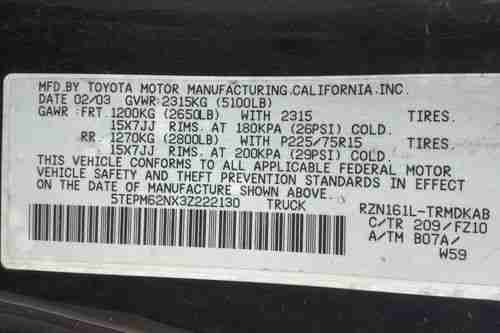 MFD.BY TOYOTA MOTOR MANUFACTURING.CALIFORNIA.INC.
DATE 02/03 GVWR:2315KG (5100LB)
GAWR:FRT.1200KG (2650LB) WITH 2315 TIRES.
15X7JJ RIMS. AT 180KPA (26PSI) COLD.
RR. 1270KG (2800LB) WITH P225/75R15 TIRES.
15X7JJ RIMS. AT 200KPA (29PSI) COLD.
THIS VEHICLE CONFORMS TO ALL APPLICABLE FEDERAL MOTOR
VEHICLE SAFETY AND THEFT PREVENTION STANDARDS IN EFFECT
ON THE DATE OF MANUFACTURE SHOWN ABOVE.
5TEPM62NX3Z222130 TRUCK RZN161L-TRMDKAB
C/TR 209/FZ10
A/TM B07A/
W59